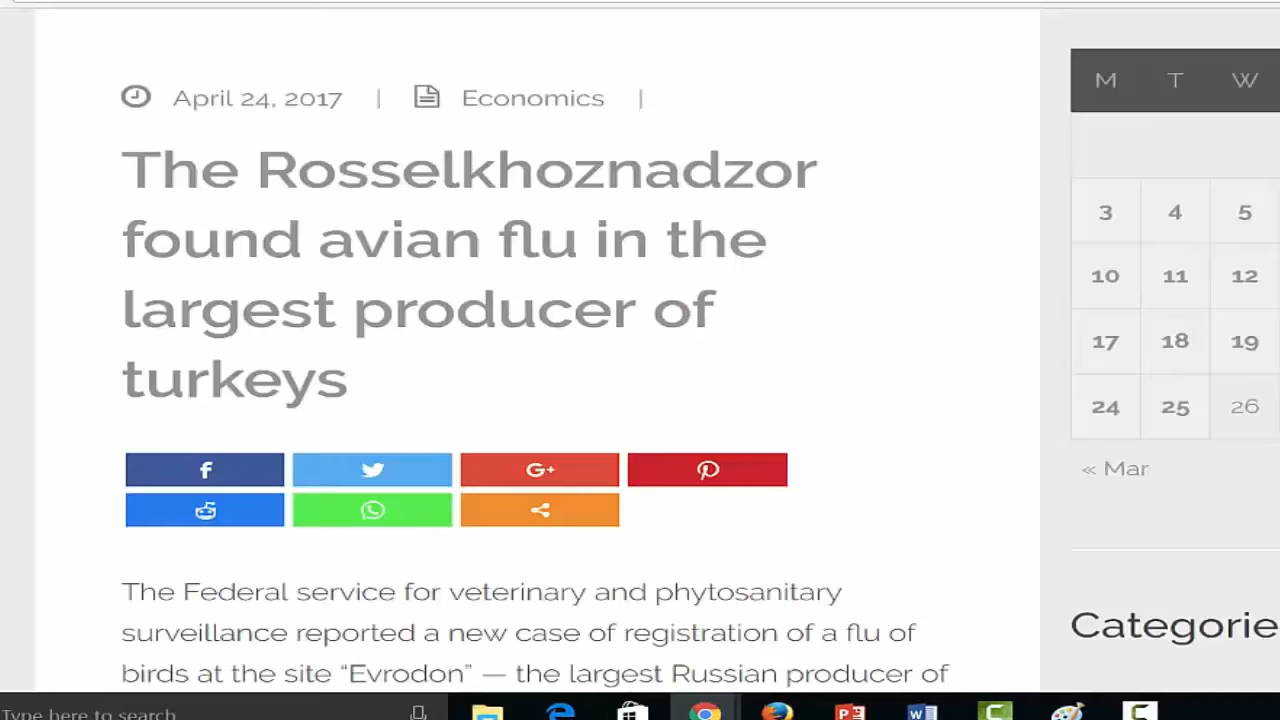 April 24, 2017 | Economics |
The Rosselkhoznadzor
found avian flu in the
largest producer of
turkeys
f
G+
The Federal service for veterinary and phytosanitary
surveillance reported a new case of registration of a flu of
birds at the site “Evrodon” — the largest Russian producer of
M T W
3 4 5
10 11 12
17 18 19
24 25 26
« Mar
Categorie
Type here to search